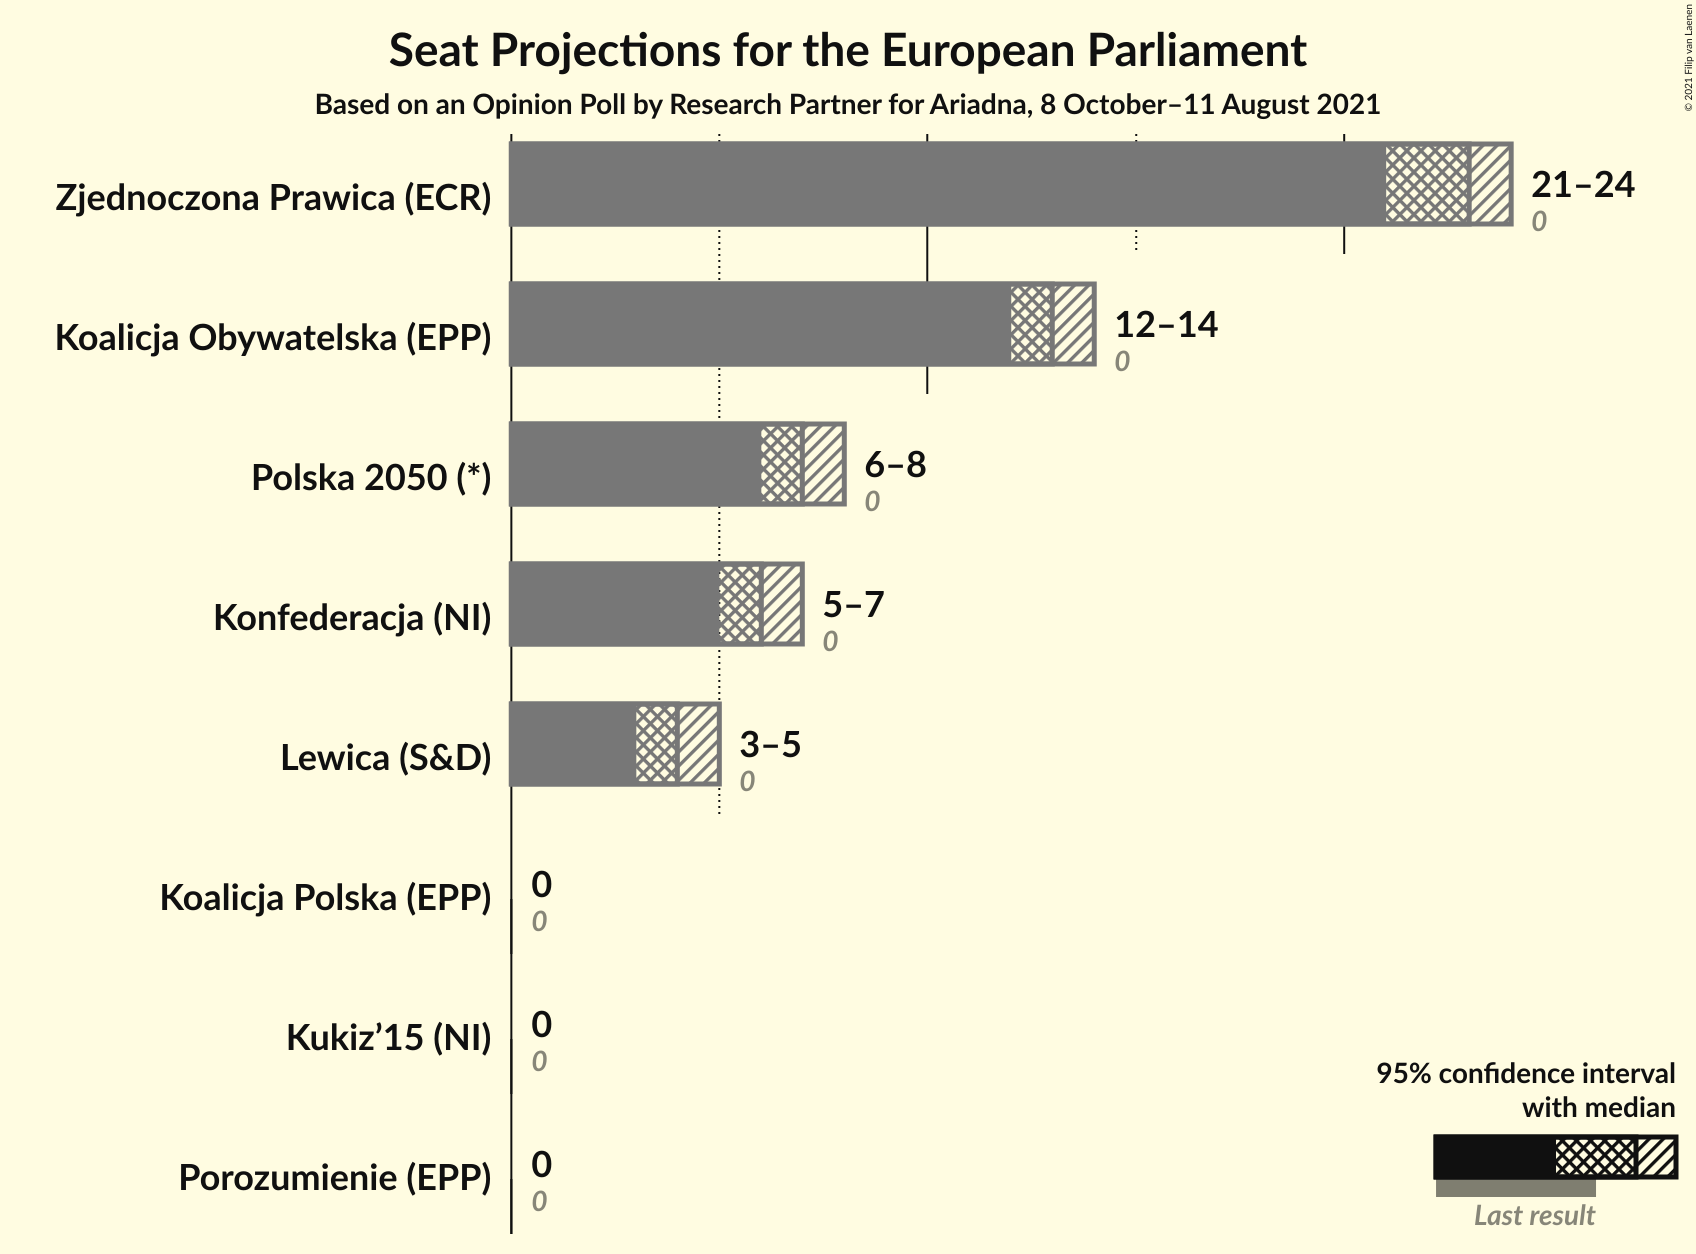 Seat Projections for the European Parliament
Based on an Opinion Poll by Research Partner for Ariadna, 8 October–11 August 2021
© 2021 Filip van Laenen
Zjednoczona Prawica (ECR)
21–24
0
Koalicja Obywatelska (EPP)
12–14
0
Polska 2050 (*)
6–8
0
Konfederacja (NI)
5–7
0
Lewica (S&D)
3–5
0
Koalicja Polska (EPP)
0
0
Kukiz’15 (NI)
0
0
Porozumienie (EPP)
0
0
95% confidence interval
with median
Last result